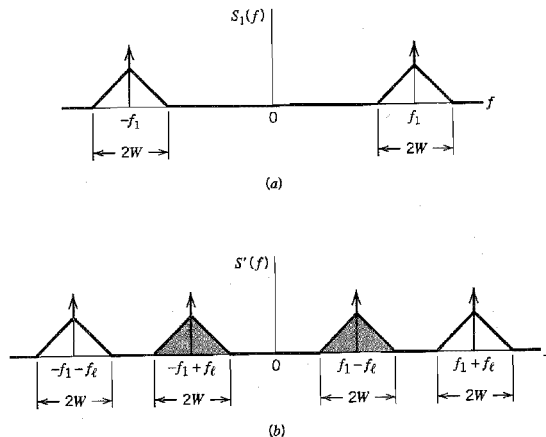 S₁(f)
-f₁ 0 f₁ f
2W 2W
(a)
S′(f)
-f₁-fℓ -f₁+fℓ 0 f₁-fℓ f₁+fℓ
2W 2W 2W 2W
(b)